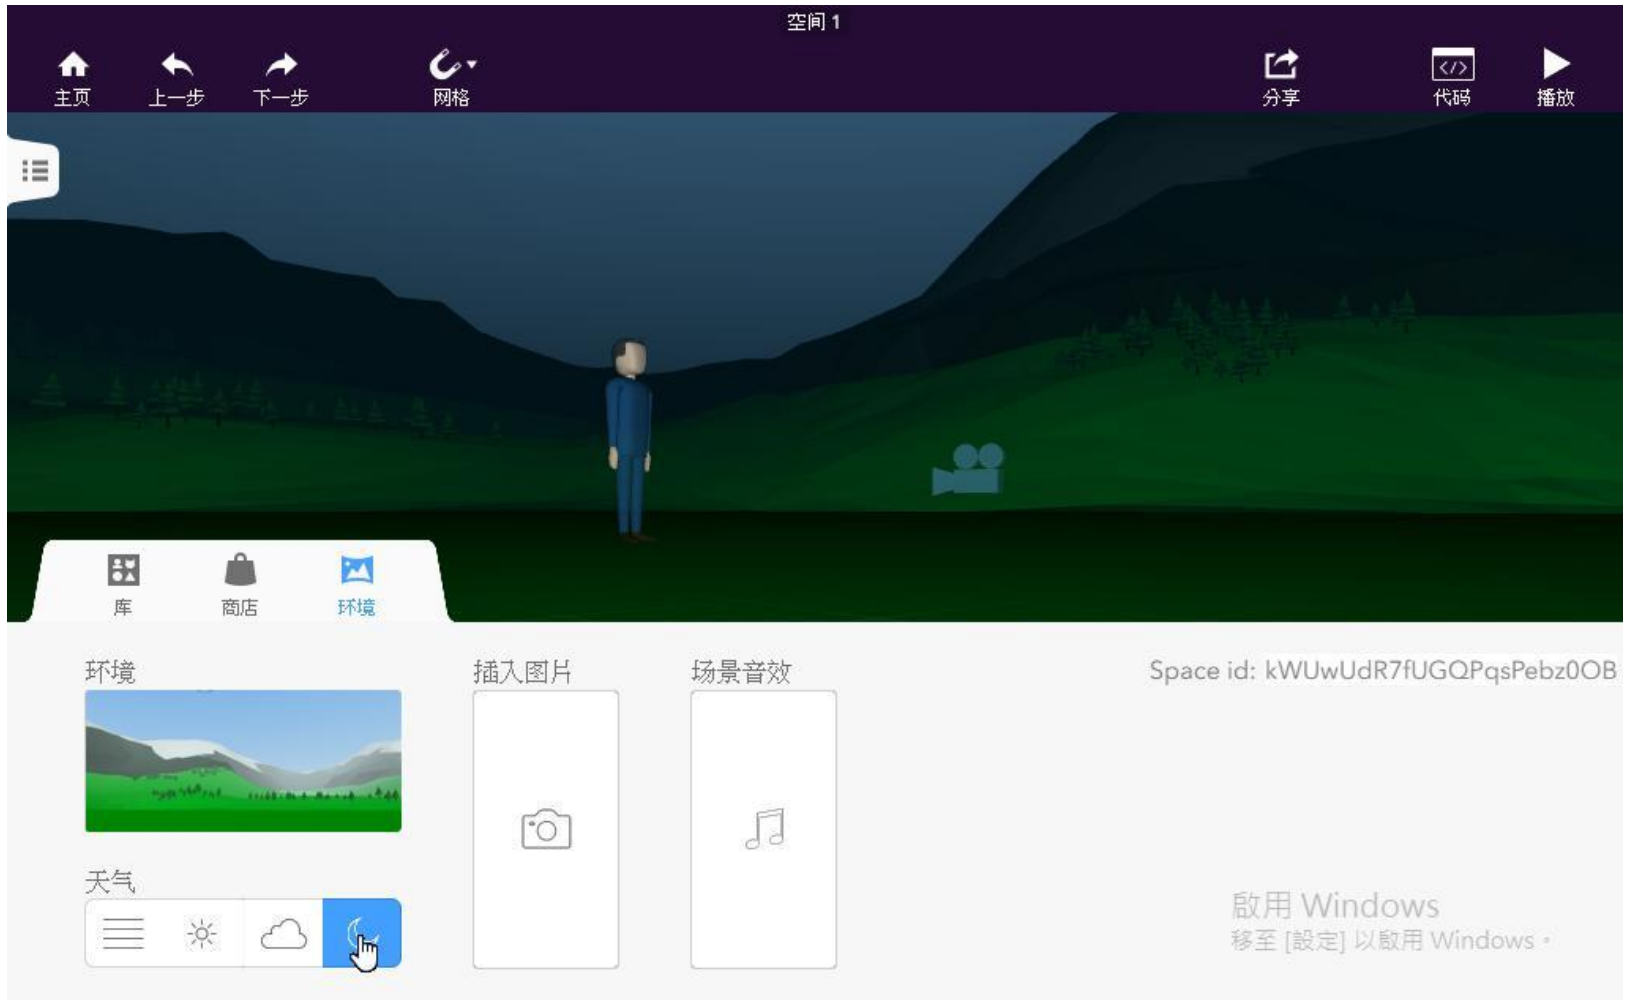 空间 1
主页
上一步
下一步
网格
分享
代码
播放
库
商店
环境
环境
插入图片
场景音效
Space id: kWUwUdR7fUGQPqsPebz0OB
天气
啟用 Windows
移至 [設定] 以啟用 Windows。